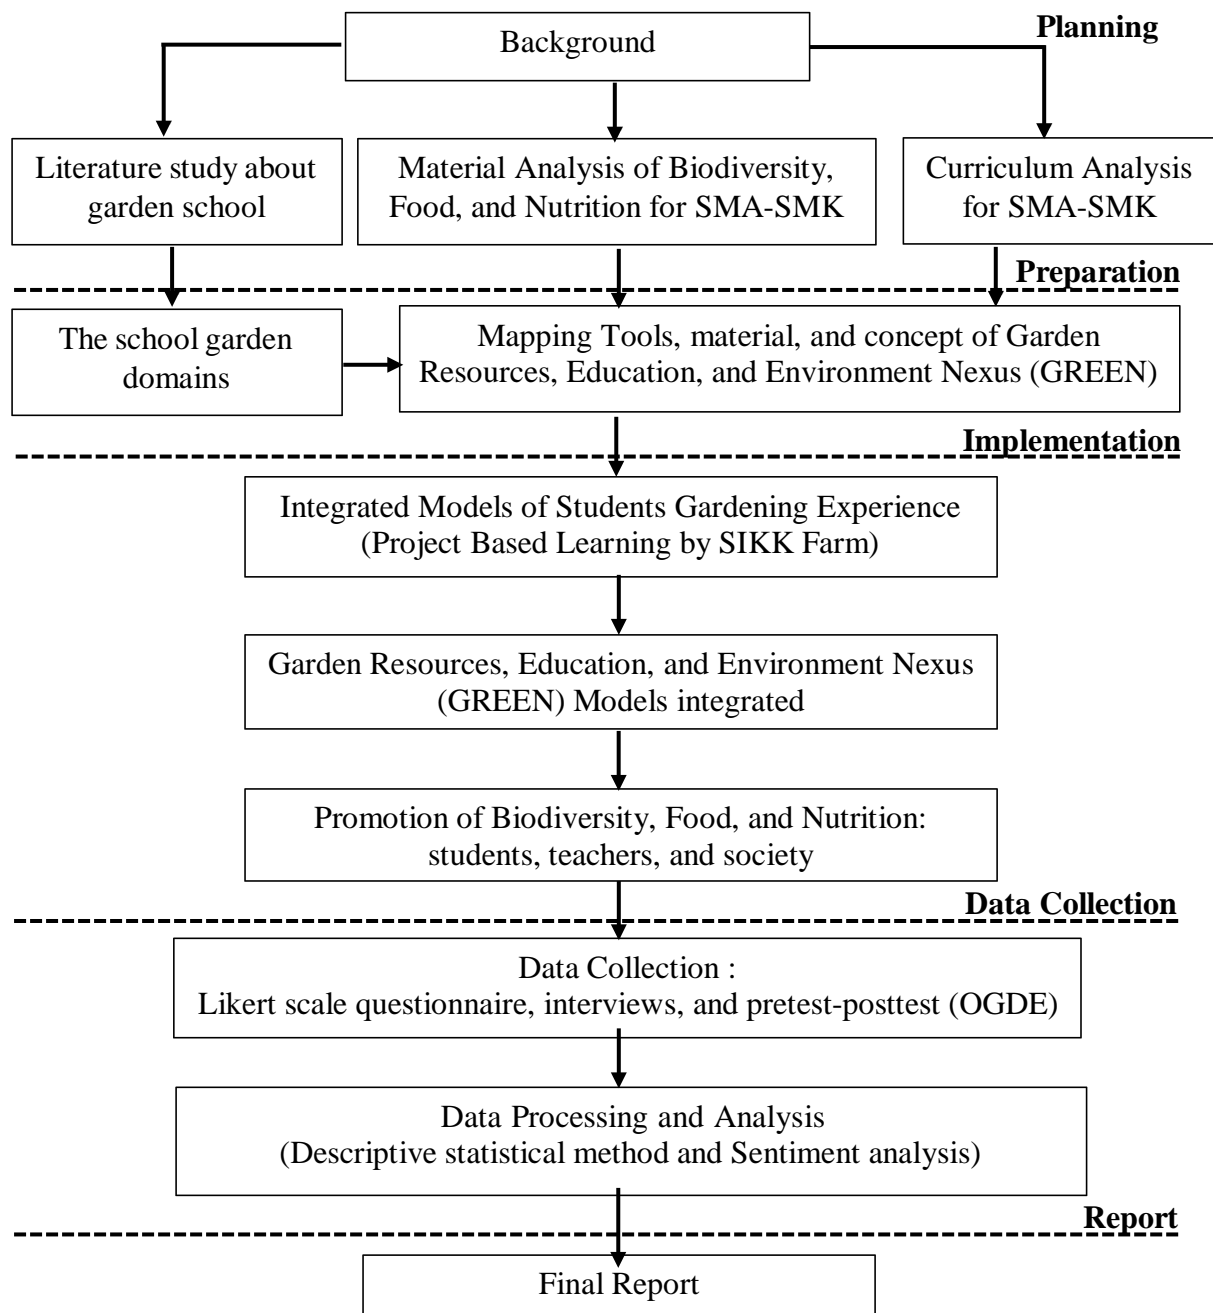 Planning
Background
Literature study about
garden school
Material Analysis of Biodiversity,
Food, and Nutrition for SMA-SMK
Curriculum Analysis
for SMA-SMK
Preparation
The school garden
domains
Mapping Tools, material, and concept of Garden
Resources, Education, and Environment Nexus (GREEN)
Implementation
Integrated Models of Students Gardening Experience
(Project Based Learning by SIKK Farm)
Garden Resources, Education, and Environment Nexus
(GREEN) Models integrated
Promotion of Biodiversity, Food, and Nutrition:
students, teachers, and society
Data Collection
Data Collection :
Likert scale questionnaire, interviews, and pretest-posttest (OGDE)
Data Processing and Analysis
(Descriptive statistical method and Sentiment analysis)
Report
Final Report